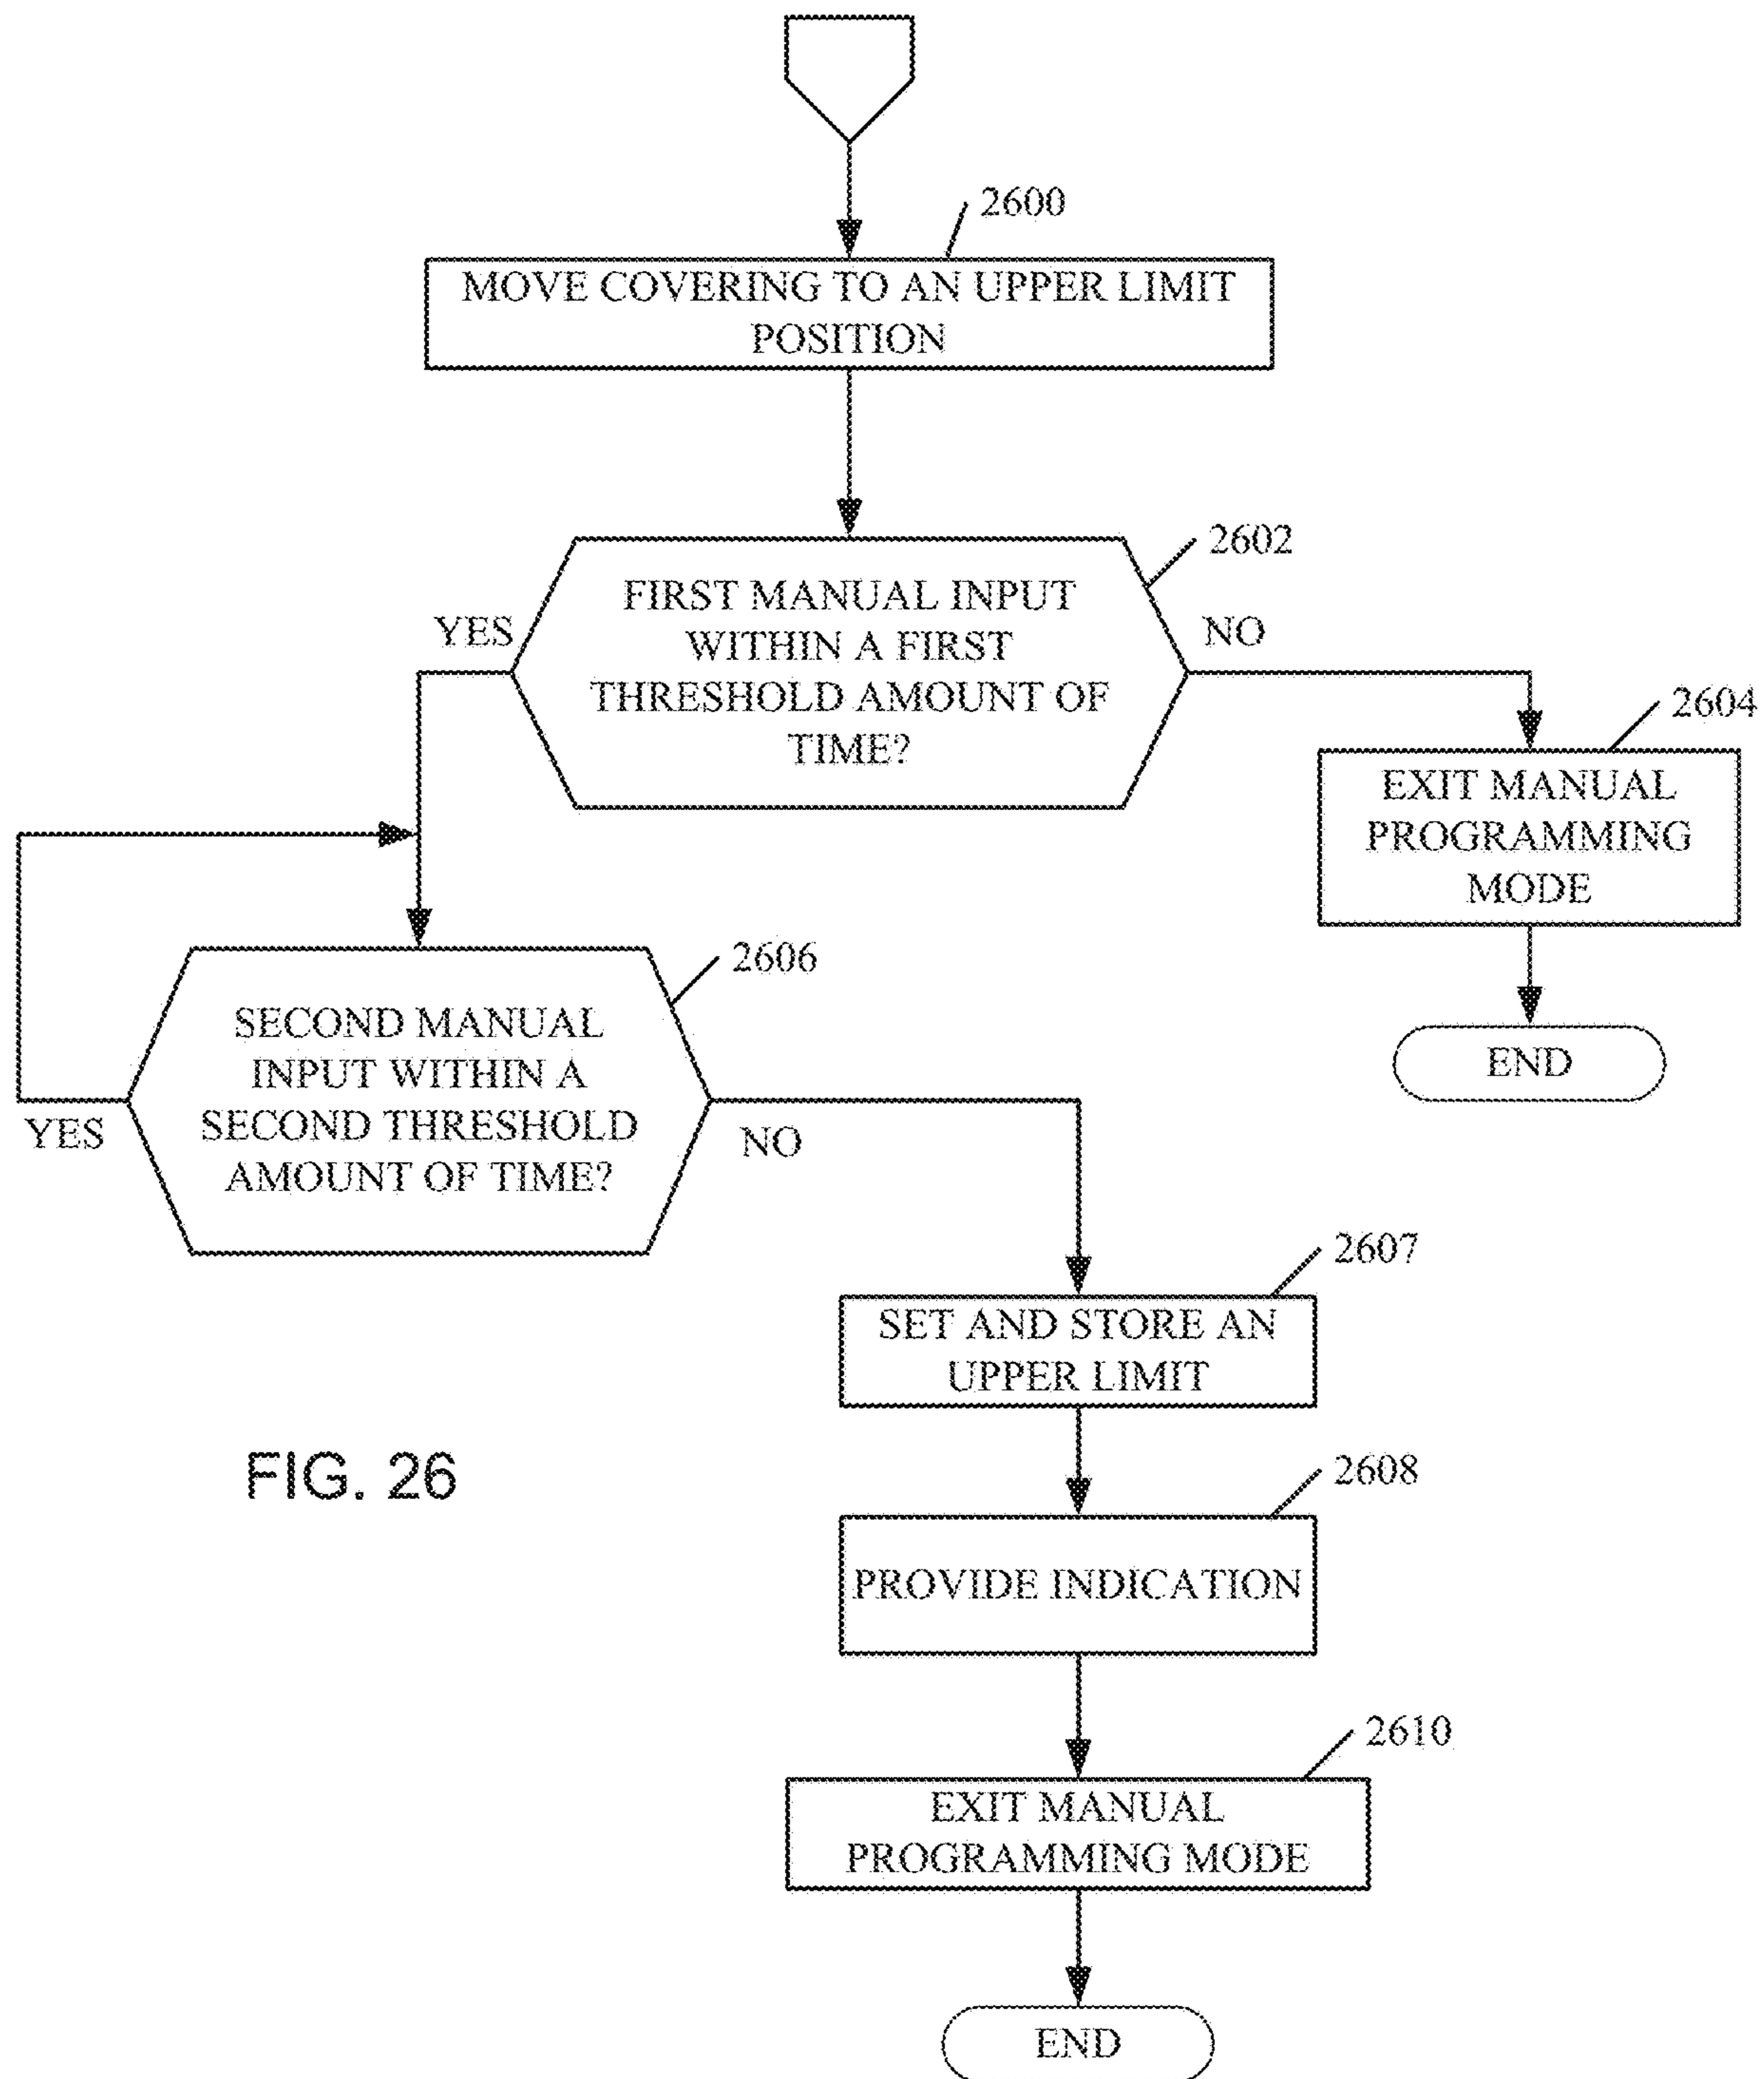 2600
MOVE COVERING TO AN UPPER LIMIT
POSITION
2602
FIRST MANUAL INPUT
WITHIN A FIRST
THRESHOLD AMOUNT OF
TIME?
YES
NO
2604
EXIT MANUAL
PROGRAMMING
MODE
END
2606
SECOND MANUAL
INPUT WITHIN A
SECOND THRESHOLD
AMOUNT OF TIME?
YES
NO
2607
SET AND STORE AN
UPPER LIMIT
2608
PROVIDE INDICATION
2610
EXIT MANUAL
PROGRAMMING MODE
END
FIG. 26